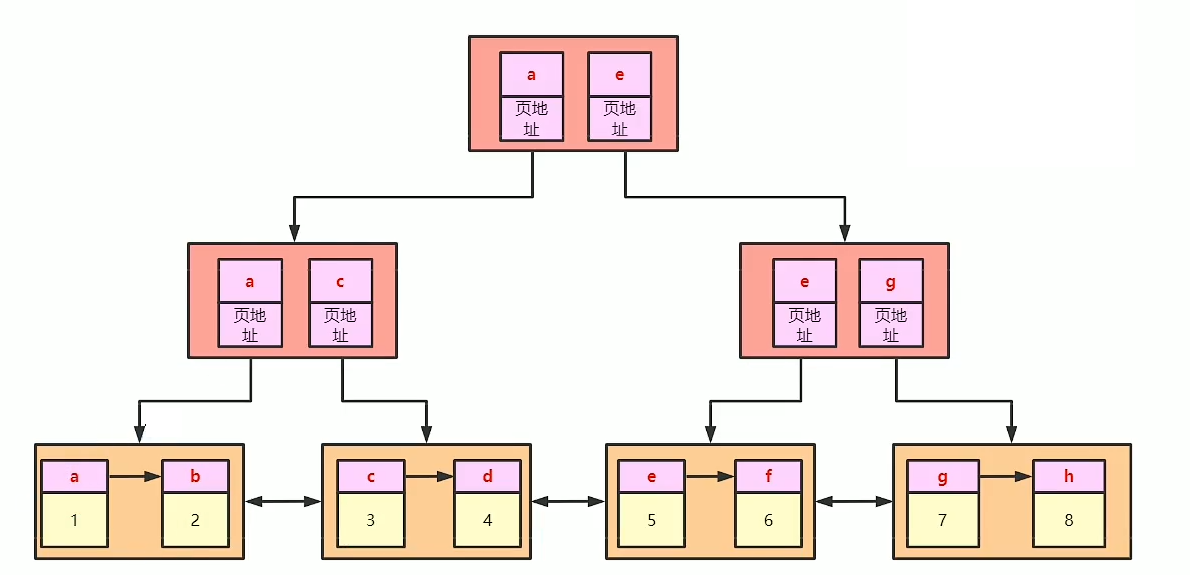 a e
页地 页地
址 址
a c e g
页地 页地 页地 页地
址 址 址 址
a b c d e f g h
1 2 3 4 5 6 7 8